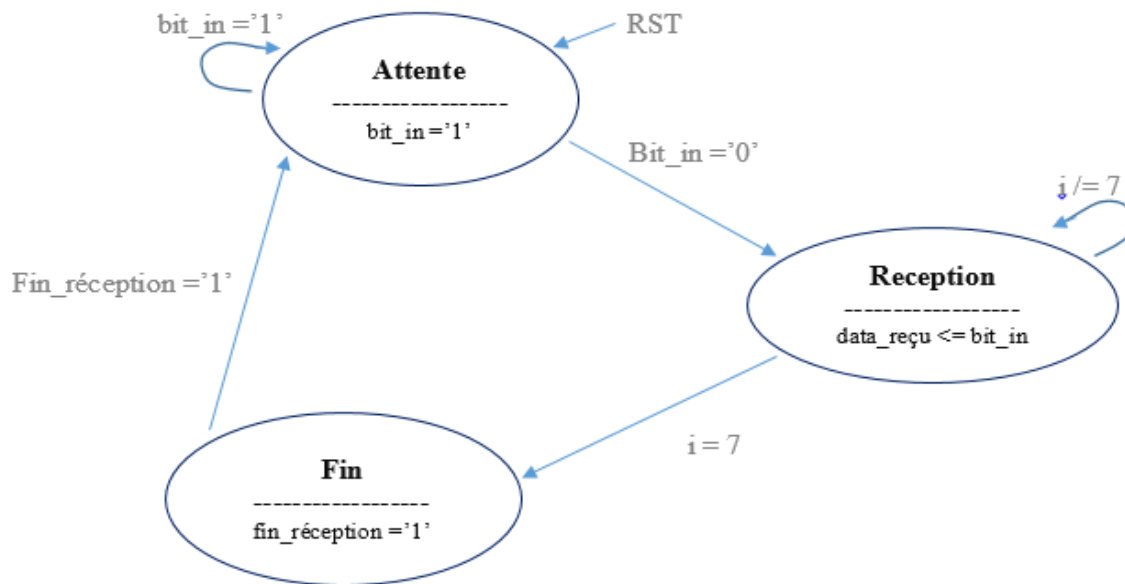 bit_in =’1’
RST
Attente
------------------
bit_in =’1’
Bit_in =’0’
i /= 7
Fin_réception =’1’
Reception
------------------
data_reçu <= bit_in
i = 7
Fin
------------------
fin_réception =’1’